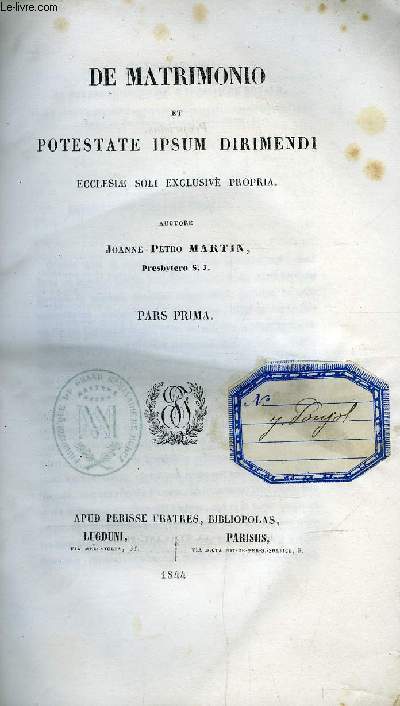 Le-livre.com
DE MATRIMONIO
ET
POTESTATE IPSUM DIRIMENDI
ECCLESIÆ SOLI EXCLUSIVÈ PROPRIA.
AUCTORE
JOANNE PETRO MARTIN,
Presbytero S. J.
PARS PRIMA.
N
APUD PERISSE FRATRES, BIBLIOPOLAS,
LUGDUNI, PARISIIS,
1844